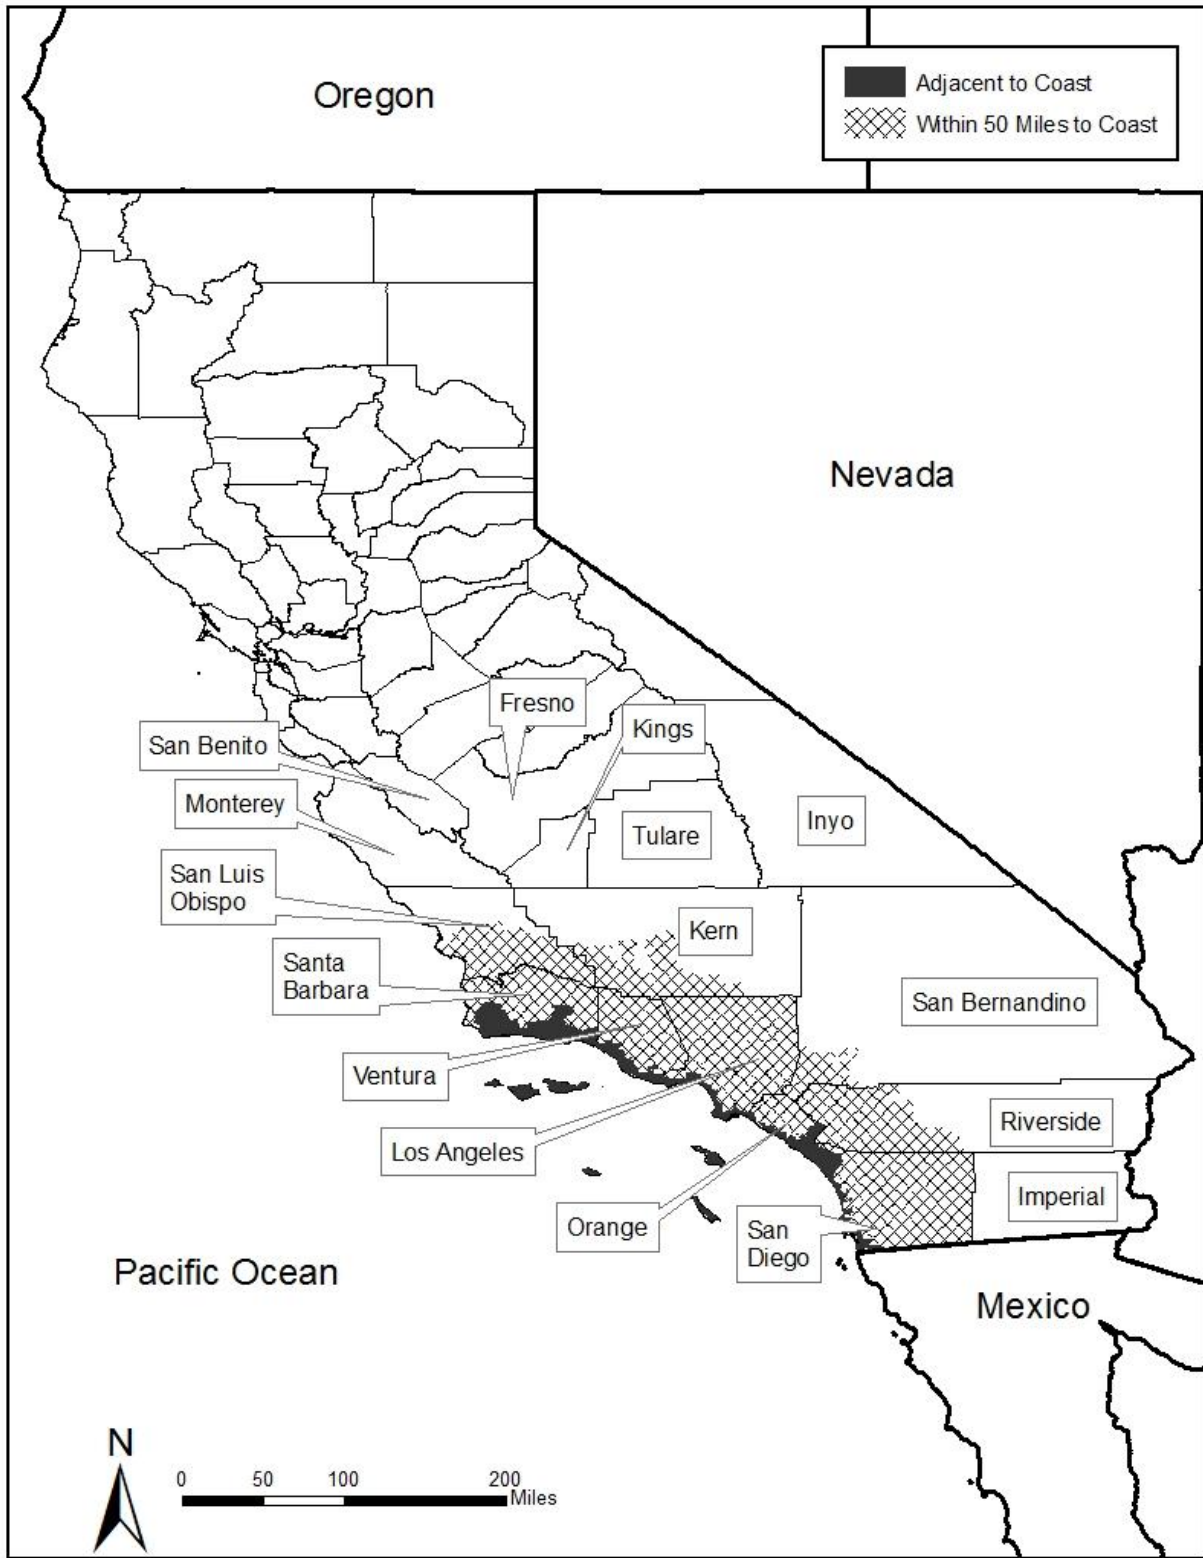 Oregon
Adjacent to Coast
Within 50 Miles to Coast
Nevada
Fresno
Kings
San Benito
Monterey
Tulare
Inyo
San Luis
Obispo
Kern
Santa
Barbara
San Bernandino
Ventura
Riverside
Los Angeles
Imperial
Orange
San
Diego
Pacific Ocean
Mexico
N
0 50 100 200
Miles